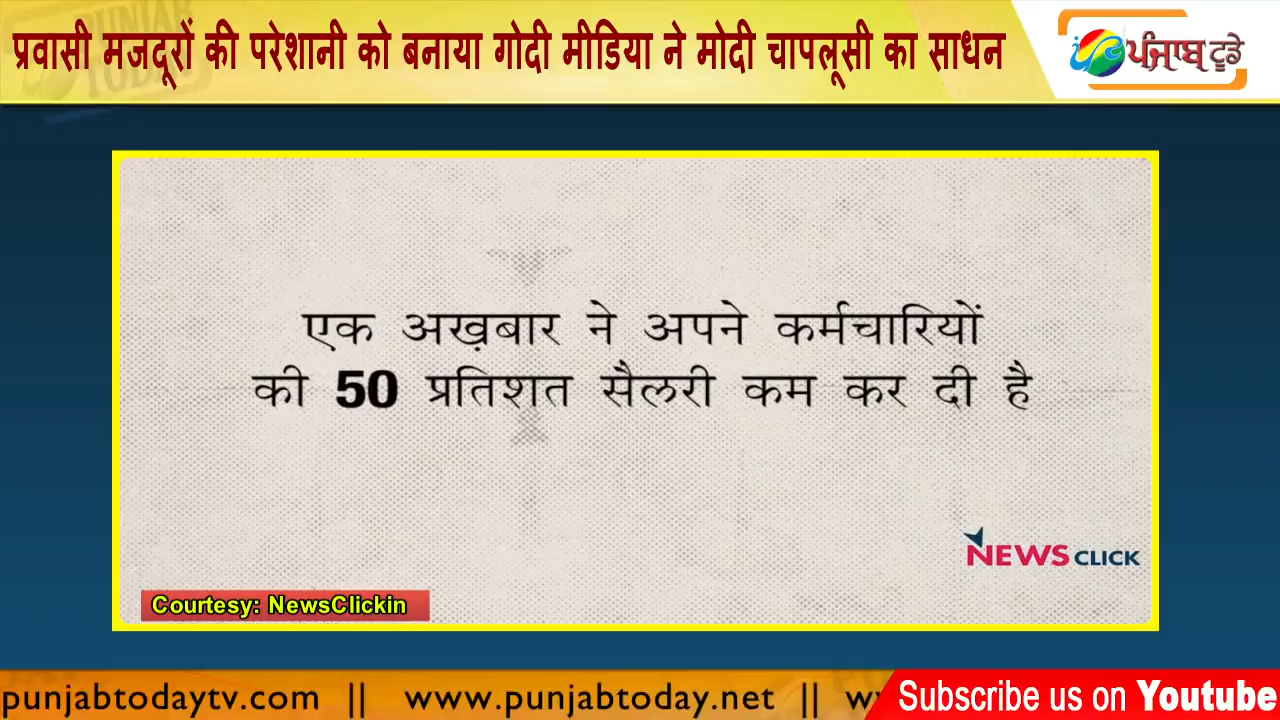 प्रवासी मजदूरों की परेशानी को बनाया गोदी मीडिया ने मोदी चापलूसी का साधन
ਪੰਜਾਬ ਟੂਡੇ
एक अख़बार ने अपने कर्मचारियों
की 50 प्रतिशत सैलरी कम कर दी है
NEWS CLICK
Courtesy: NewsClickin
punjabtodaytv.com || www.punjabtoday.net ||
Subscribe us on Youtube